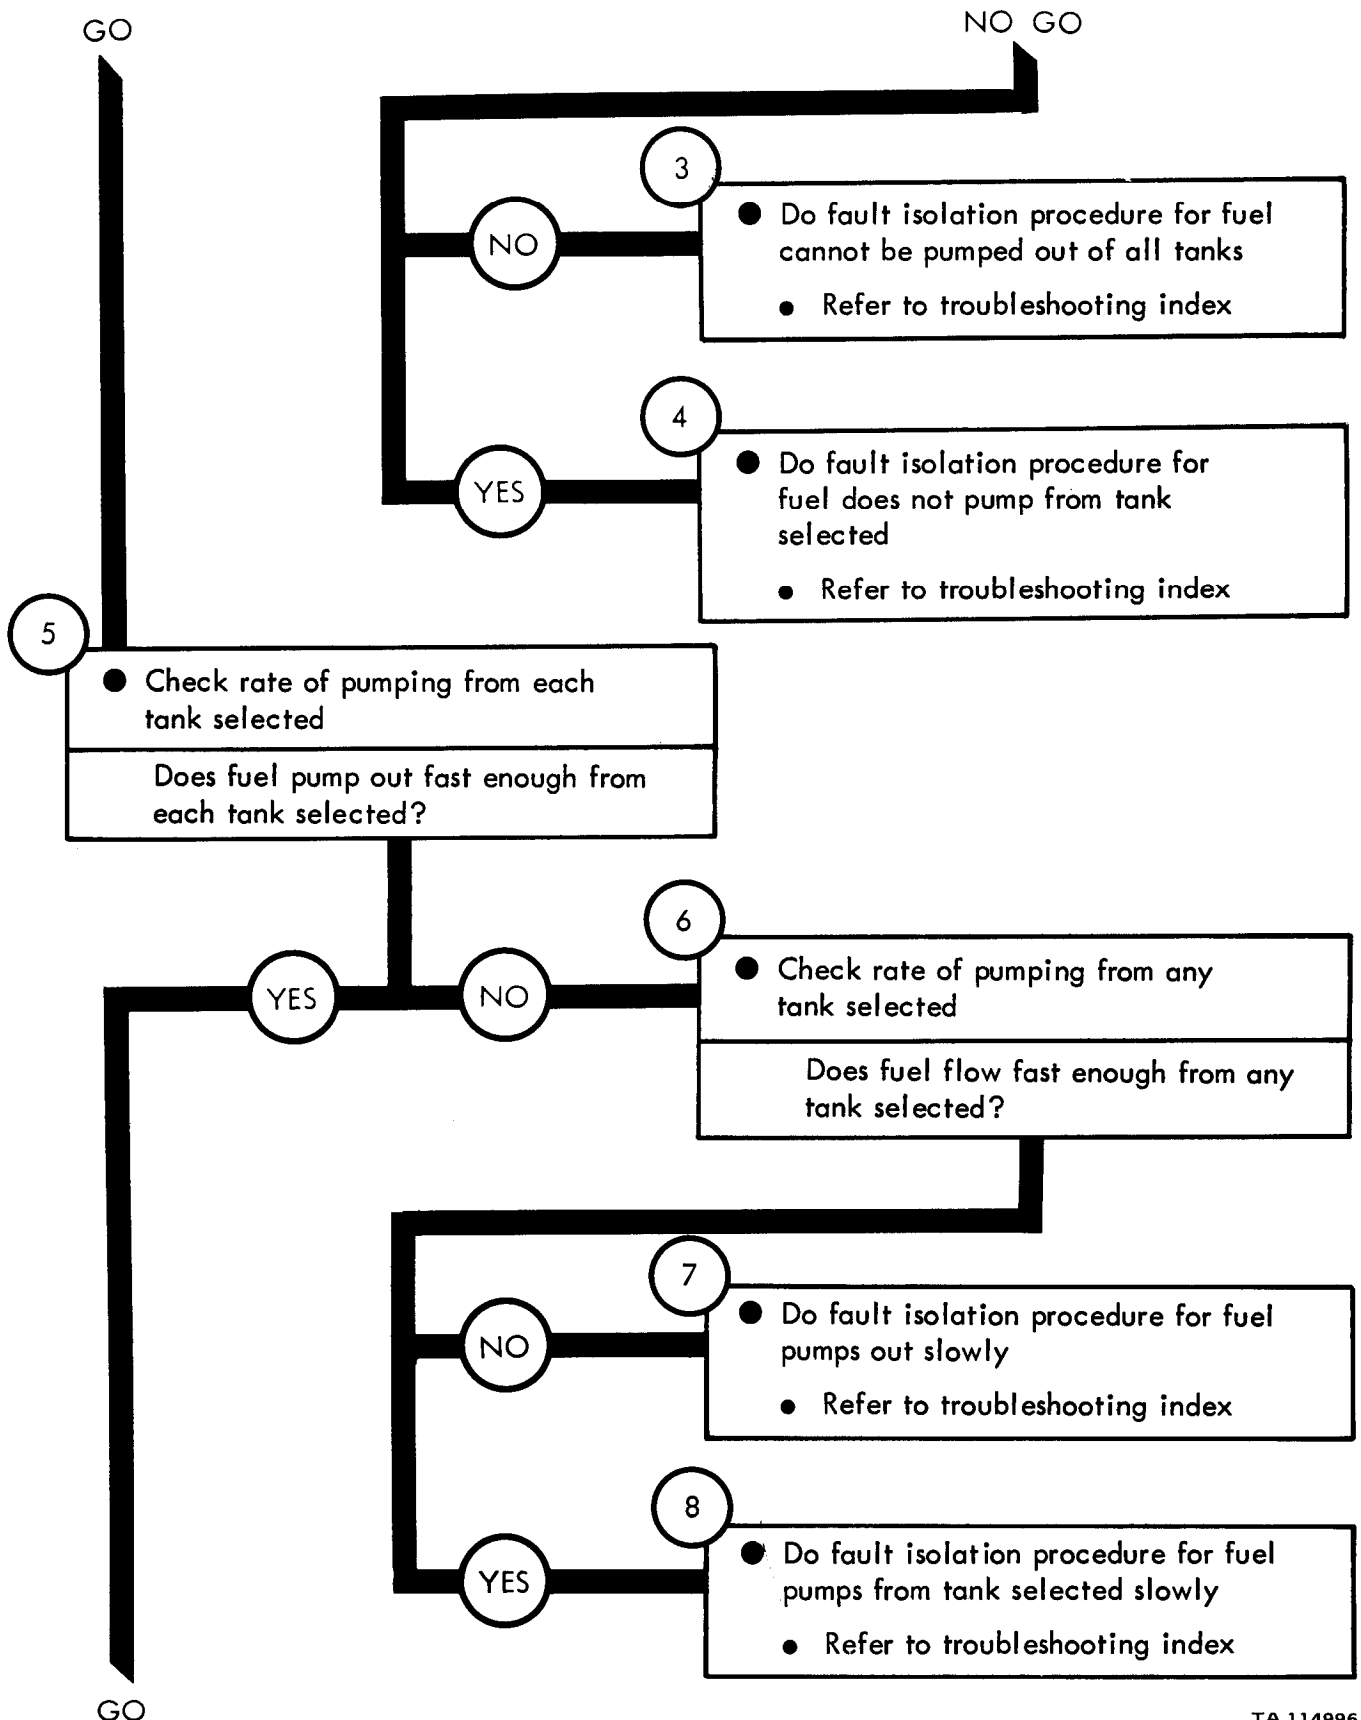 GO
NO GO
3
● Do fault isolation procedure for fuel
cannot be pumped out of all tanks
● Refer to troubleshooting index
NO
4
● Do fault isolation procedure for
fuel does not pump from tank
selected
● Refer to troubleshooting index
YES
5
● Check rate of pumping from each
tank selected
Does fuel pump out fast enough from
each tank selected?
YES
NO
6
● Check rate of pumping from any
tank selected
Does fuel flow fast enough from any
tank selected?
7
● Do fault isolation procedure for fuel
pumps out slowly
● Refer to troubleshooting index
NO
8
● Do fault isolation procedure for fuel
pumps from tank selected slowly
● Refer to troubleshooting index
YES
GO
TA 114996